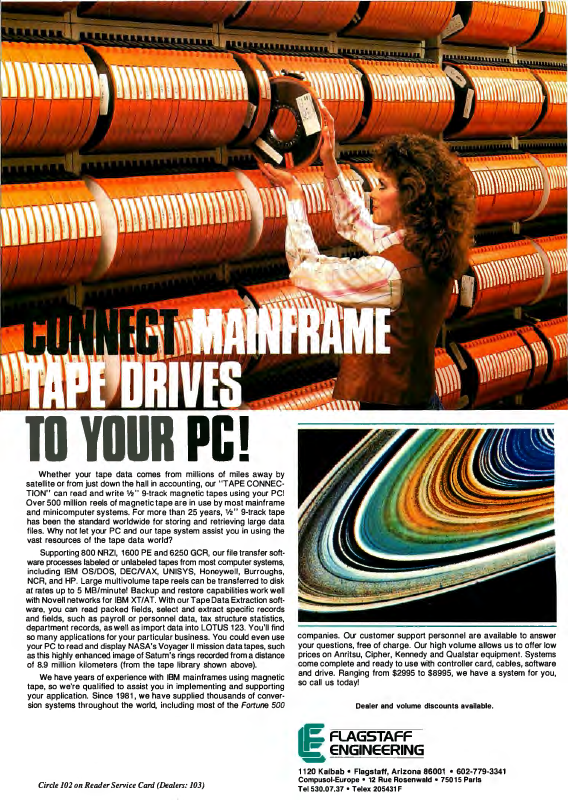 CONNECT MAINFRAME
TAPE DRIVES
TO YOUR PC!
Whether your tape data comes from millions of miles away by
satellite or from just down the hall in accounting, our "TAPE CONNEC-
TION" can read and write ½" 9-track magnetic tapes using your PC!
Over 500 million reels of magnetic tape are in use by most mainframe
and minicomputer systems. For more than 25 years, ½" 9-track tape
has been the standard worldwide for storing and retrieving large data
files. Why not let your PC and our tape system assist you in using the
vast resources of the tape data world?
Supporting 800 NRZI, 1600 PE and 6250 GCR, our file transfer soft-
ware processes labeled or unlabeled tapes from most computer systems,
including IBM OS/DOS, DEC/VAX, UNISYS, Honeywell, Burroughs,
NCR, and HP. Large multivolume tape reels can be transferred to disk
at rates up to 5 MB/minute! Backup and restore capabilities work well
with Novell networks for IBM XT/AT. With our Tape Data Extraction soft-
ware, you can read packed fields, select and extract specific records
and fields, such as payroll or personnel data, tax structure statistics,
department records, as well as import data into LOTUS 123. You'll find
so many applications for your particular business. You could even use
your PC to read and display NASA's Voyager II mission data tapes, such
as this highly enhanced image of Saturn's rings recorded from a distance
of 8.9 million kilometers (from the tape library shown above).
We have years of experience with IBM mainframes using magnetic
tape, so we're qualified to assist you in implementing and supporting
your application. Since 1981, we have supplied thousands of conver-
sion systems throughout the world, including most of the Fortune 500
companies. Our customer support personnel are available to answer
your questions, free of charge. Our high volume allows us to offer low
prices on Anritsu, Cipher, Kennedy and Qualstar equipment. Systems
come complete and ready to use with controller card, cables, software
and drive. Ranging from $2995 to $8995, we have a system for you,
so call us today!
Dealer and volume discounts available.
FLAGSTAFF
ENGINEERING
1120 Kaibab • Flagstaff, Arizona 86001 • 602-779-3341
Compusol-Europe • 12 Rue Rosenwald • 75015 Paris
Tel 530.07.37 • Telex 205431F
Circle 102 on Reader Service Card (Dealers: 103)